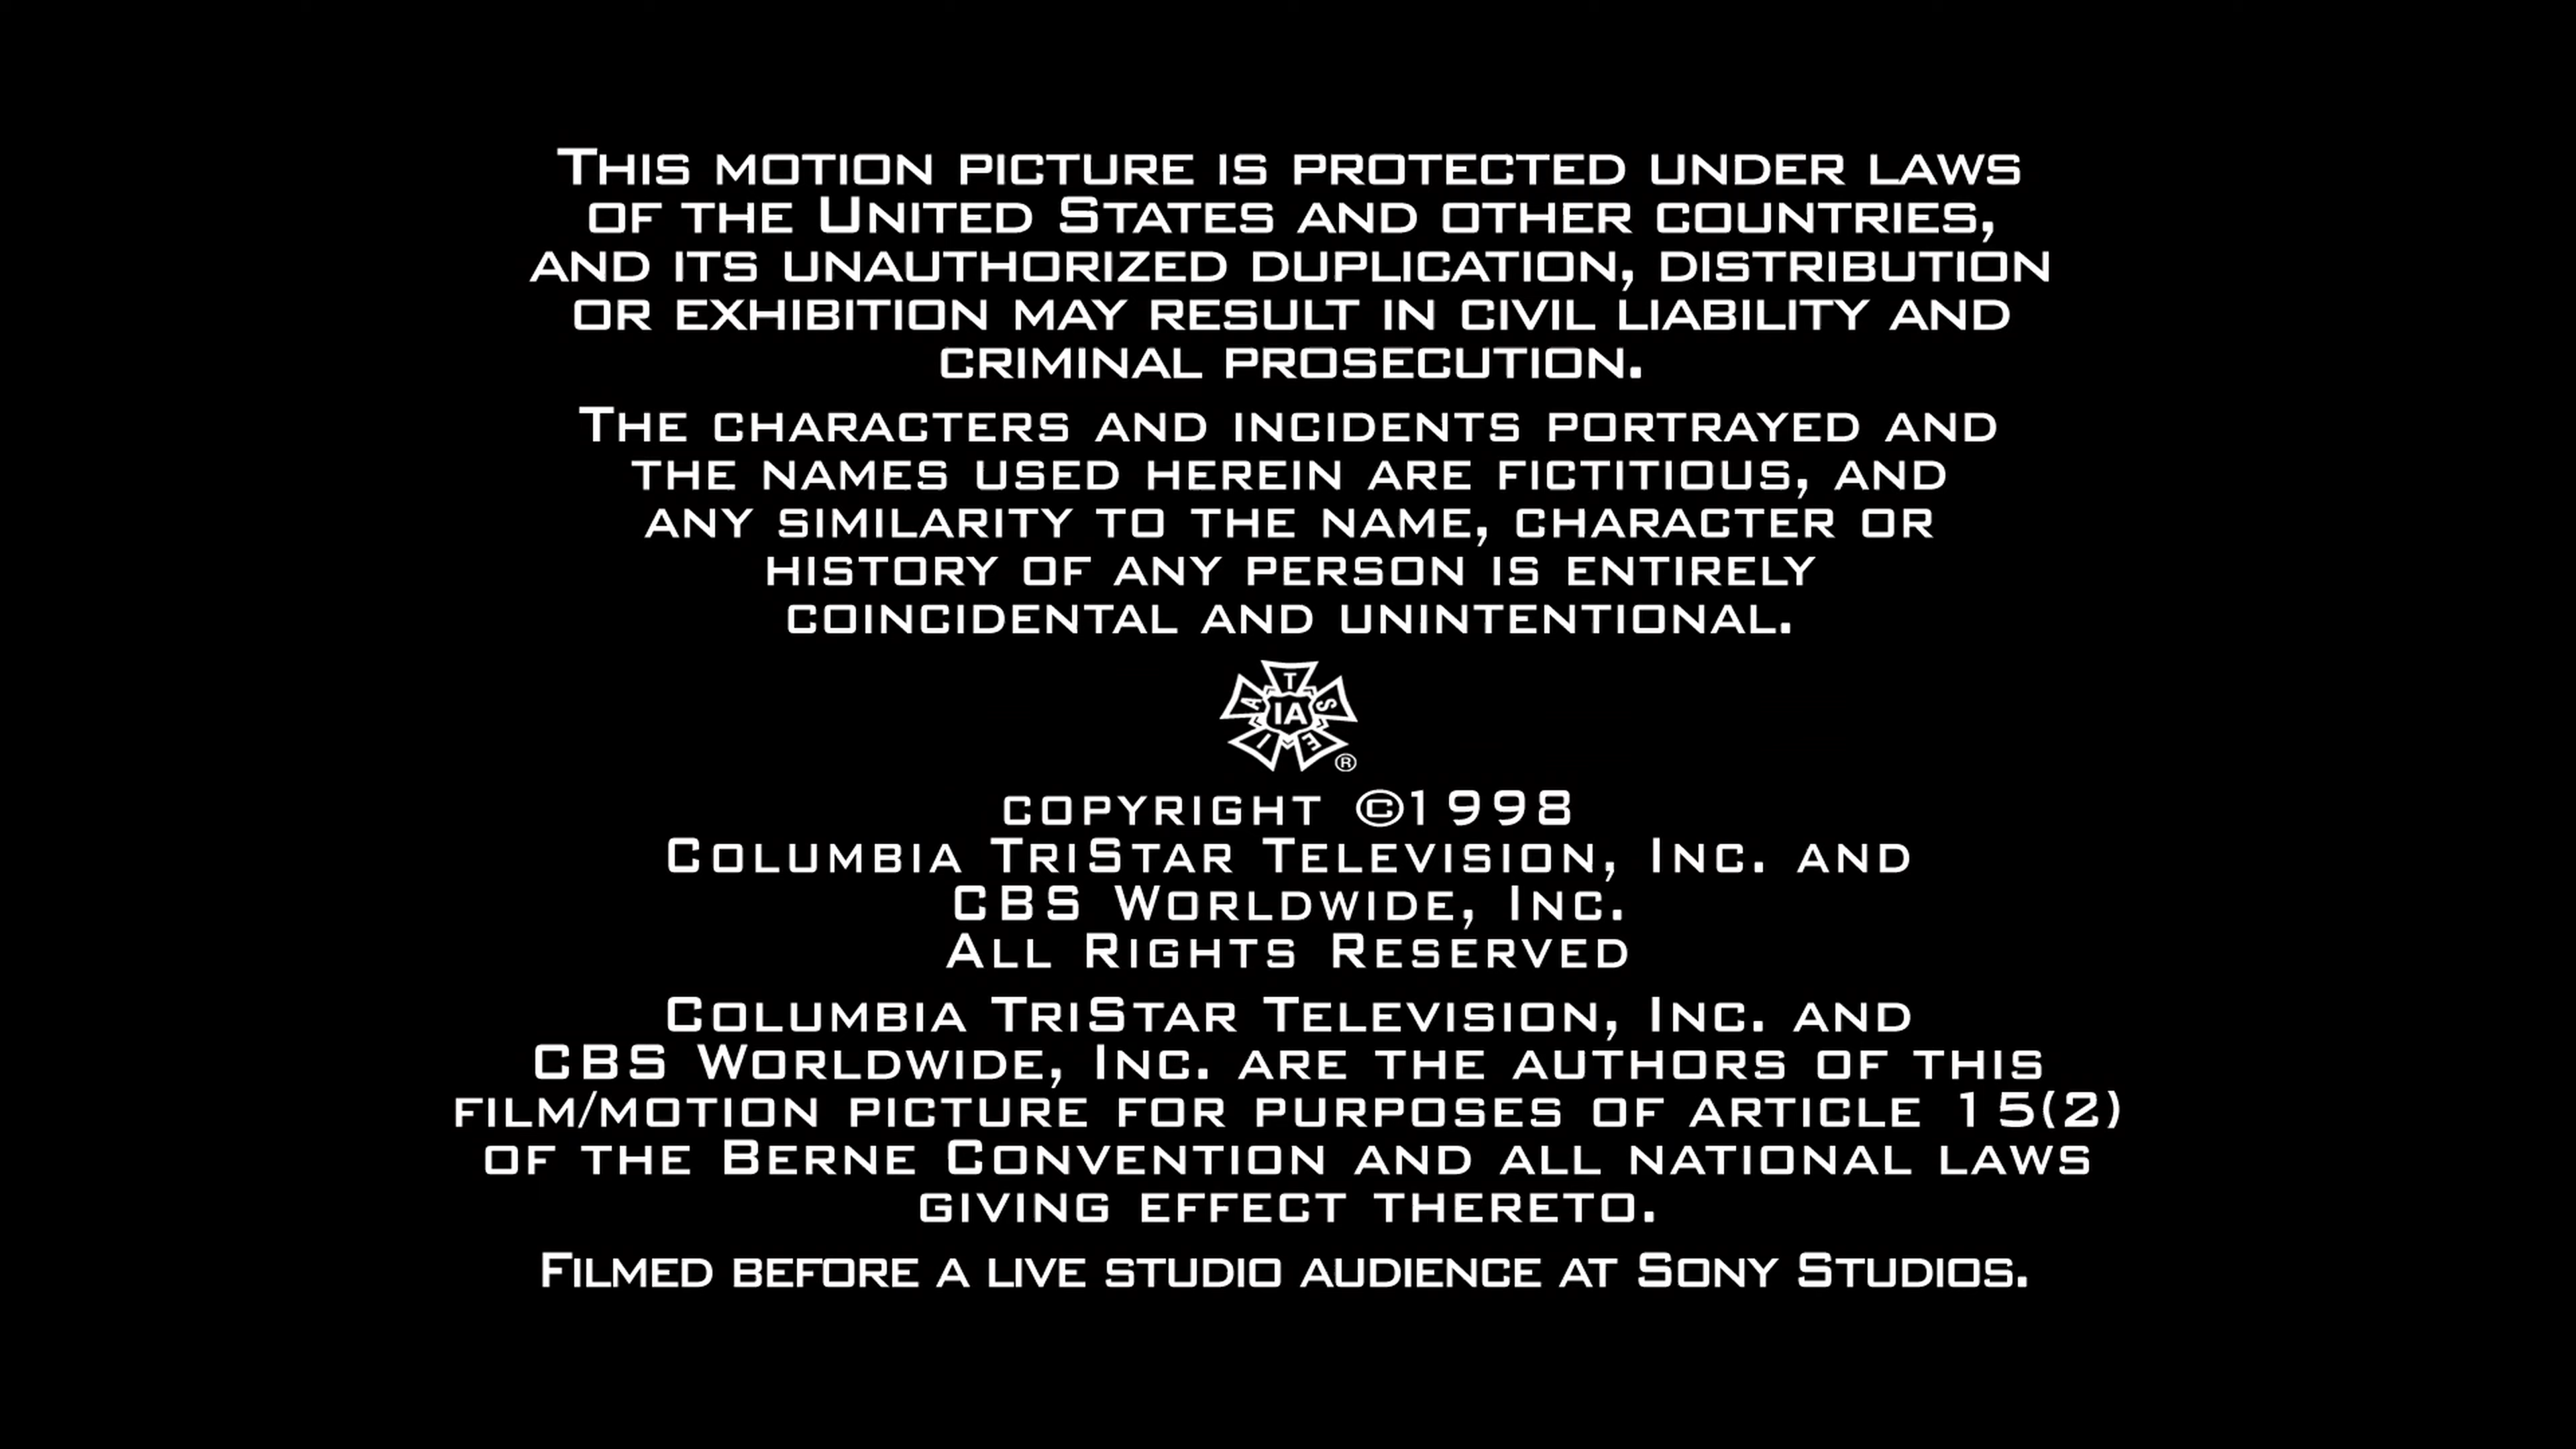 THIS MOTION PICTURE IS PROTECTED UNDER LAWS
OF THE UNITED STATES AND OTHER COUNTRIES,
AND ITS UNAUTHORIZED DUPLICATION, DISTRIBUTION
OR EXHIBITION MAY RESULT IN CIVIL LIABILITY AND
CRIMINAL PROSECUTION.
THE CHARACTERS AND INCIDENTS PORTRAYED AND
THE NAMES USED HEREIN ARE FICTITIOUS, AND
ANY SIMILARITY TO THE NAME, CHARACTER OR
HISTORY OF ANY PERSON IS ENTIRELY
COINCIDENTAL AND UNINTENTIONAL.
I A T S E
IA
®
COPYRIGHT ©1998
COLUMBIA TRISTAR TELEVISION, INC. AND
CBS WORLDWIDE, INC.
ALL RIGHTS RESERVED
COLUMBIA TRISTAR TELEVISION, INC. AND
CBS WORLDWIDE, INC. ARE THE AUTHORS OF THIS
FILM/MOTION PICTURE FOR PURPOSES OF ARTICLE 15(2)
OF THE BERNE CONVENTION AND ALL NATIONAL LAWS
GIVING EFFECT THERETO.
FILMED BEFORE A LIVE STUDIO AUDIENCE AT SONY STUDIOS.